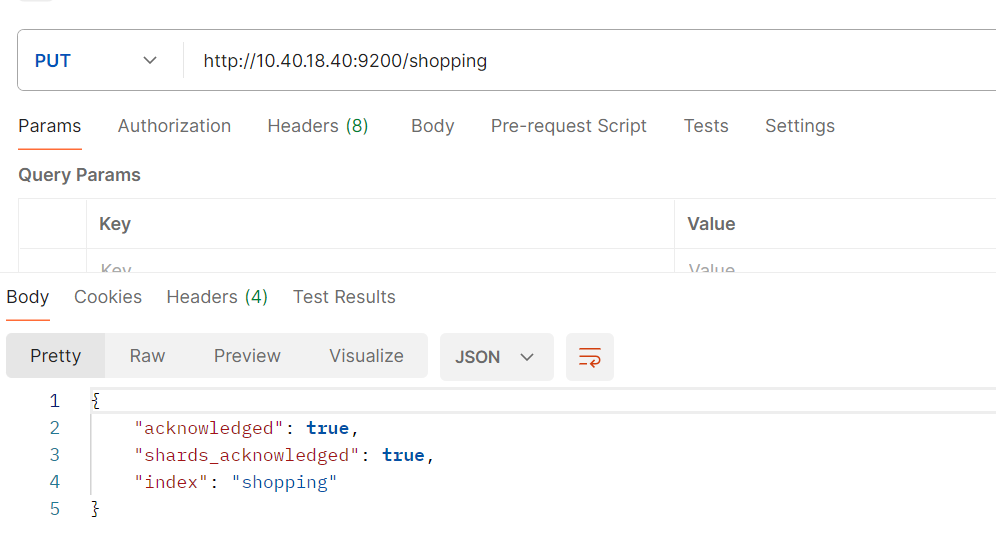 PUT http://10.40.18.40:9200/shopping
Params Authorization Headers (8) Body Pre-request Script Tests Settings
Query Params
Key Value
Key Value
Body Cookies Headers (4) Test Results
Pretty Raw Preview Visualize JSON
1 {
2 "acknowledged": true,
3 "shards_acknowledged": true,
4 "index": "shopping"
5 }